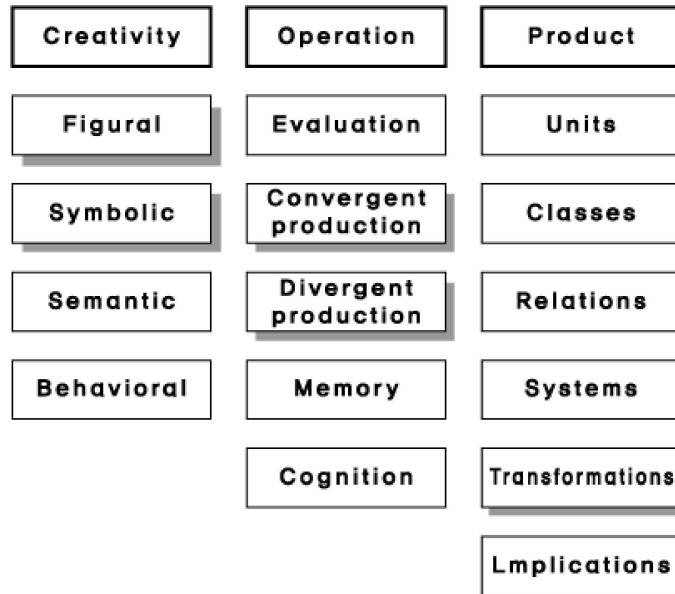 Creativity
Operation
Product
Figural
Evaluation
Units
Symbolic
Convergent
production
Classes
Semantic
Divergent
production
Relations
Behavioral
Memory
Systems
Cognition
Transformations
Lmplications